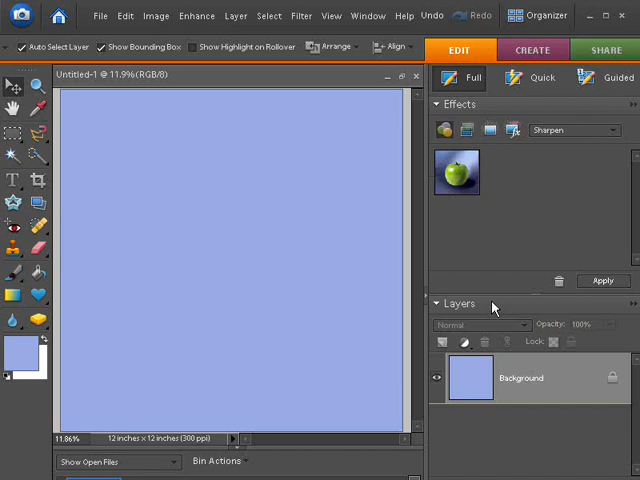 File Edit Image Enhance Layer Select Filter View Window Help Undo Redo Organizer
Auto Select Layer Show Bounding Box Show Highlight on Rollover Arrange Align EDIT CREATE SHARE
Untitled-1 @ 11.9%(RGB/8)
Full Quick Guided
Effects
Sharpen
Apply
Layers
Normal Opacity: 100%
Lock:
Background
11.86% 12 inches x 12 inches (300 ppi)
Show Open Files Bin Actions